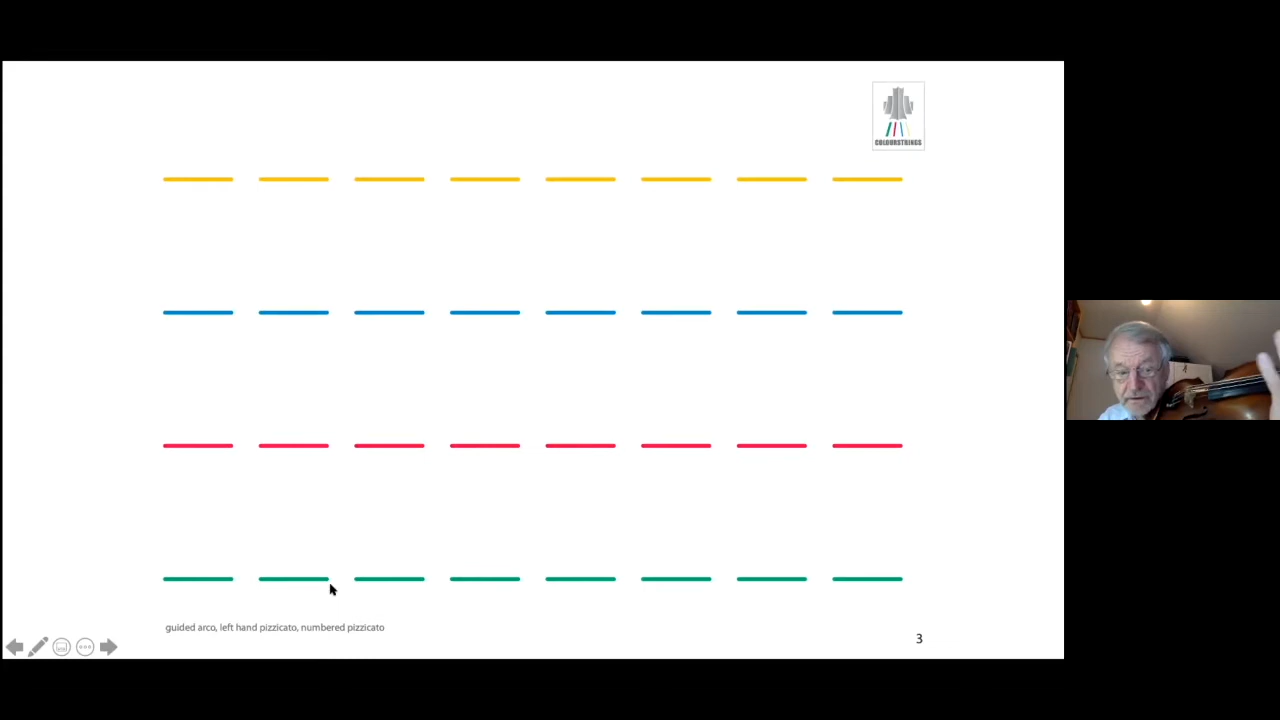 COLOURSTRINGS
guided arco, left hand pizzicato, numbered pizzicato
3